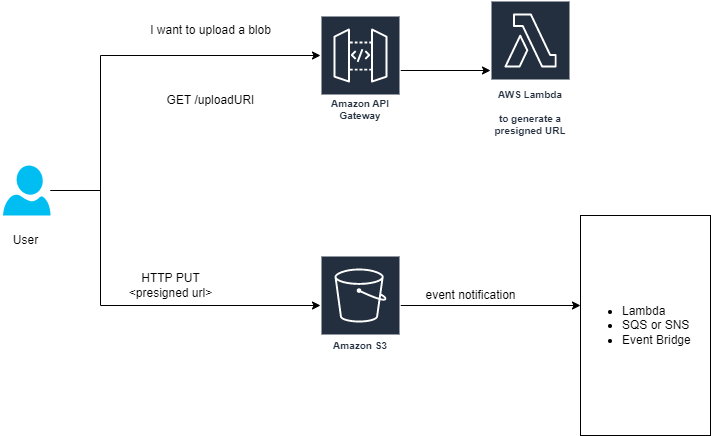 I want to upload a blob
GET /uploadURI
Amazon API
Gateway
AWS Lambda
to generate a
presigned URL
User
HTTP PUT
<presigned url>
Amazon S3
event notification
• Lambda
• SQS or SNS
• Event Bridge